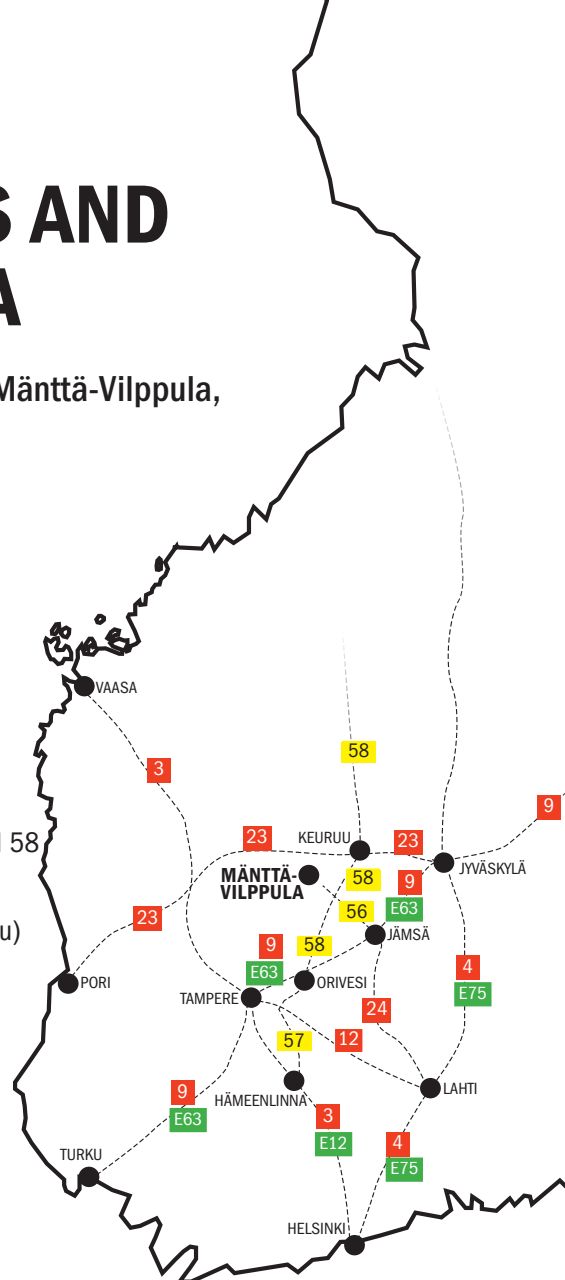 S AND
A
Mänttä-Vilppula,
VAASA
3
58
9
58
23
KEURUU
23
JYVÄSKYLÄ
MÄNTTÄ-
VILPPULA
58
9
E63
56
23
u)
JÄMSÄ
9
58
E63
4
E75
PORI
ORIVESI
TAMPERE
24
57
12
9
E63
HÄMEENLINNA
LAHTI
3
E12
4
E75
TURKU
HELSINKI